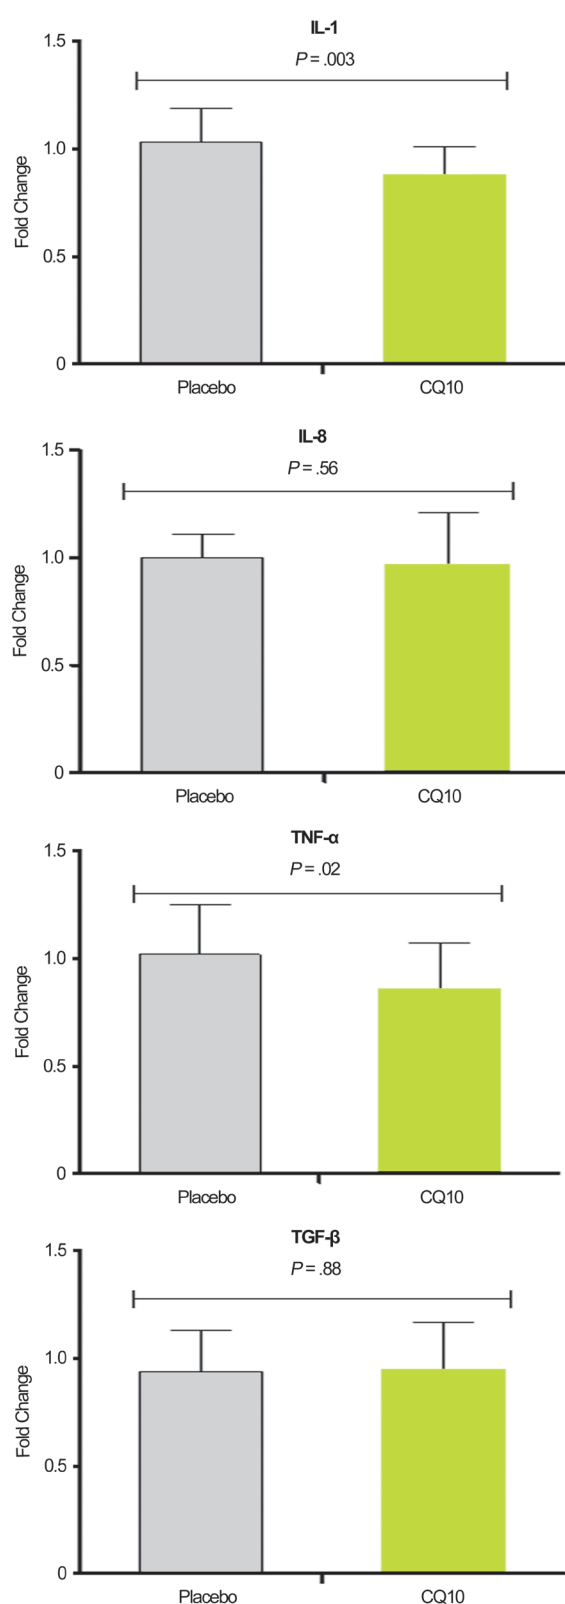 IL-1
P = .003
1.5
1.0
0.5
0
Fold Change
Placebo CQ10
IL-8
P = .56
1.5
1.0
0.5
0
Fold Change
Placebo CQ10
TNF-α
P = .02
1.5
1.0
0.5
0
Fold Change
Placebo CQ10
TGF-β
P = .88
1.5
1.0
0.5
0
Fold Change
Placebo CQ10